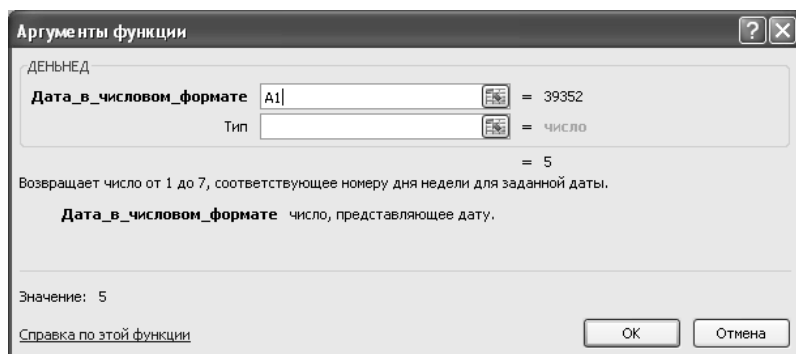 Аргументы функции
ДЕНЬНЕД
Дата_в_числовом_формате A1 = 39352
Тип = число
= 5
Возвращает число от 1 до 7, соответствующее номеру дня недели для заданной даты.
Дата_в_числовом_формате число, представляющее дату.
Значение: 5
Справка по этой функции OK Отмена